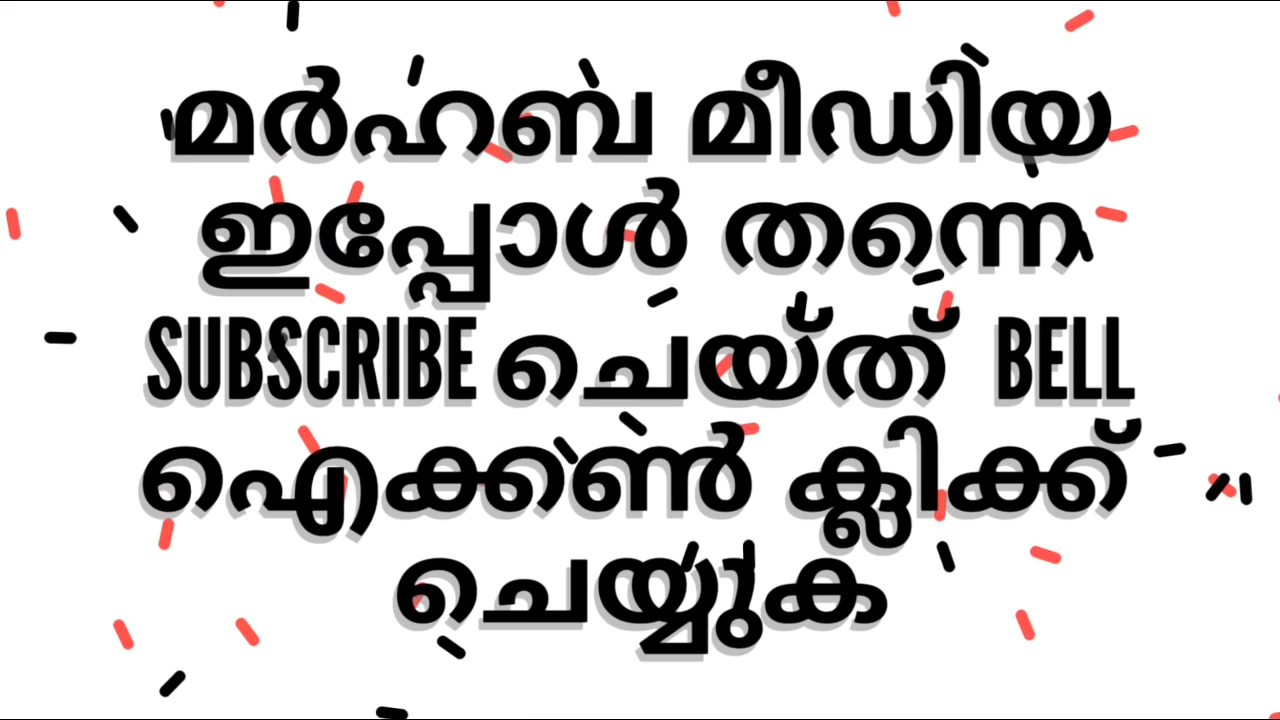 മർഹബ മീഡിയ
ഇപ്പോൾ തന്നെ
SUBSCRIBE ചെയ്ത് BELL
ഐക്കൺ ക്ലിക്ക്
ചെയ്യുക